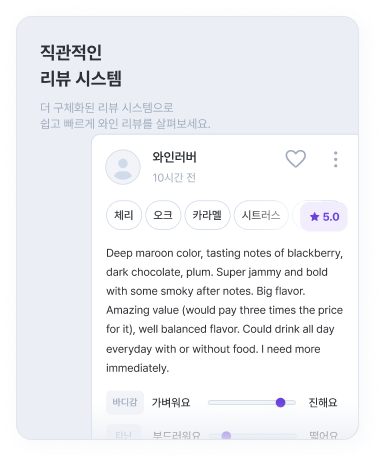 직관적인
리뷰 시스템
더 구체화된 리뷰 시스템으로
쉽고 빠르게 와인 리뷰를 살펴보세요.
와인러버
10시간 전
체리 오크 카라멜 시트러스 5.0
Deep maroon color, tasting notes of blackberry,
dark chocolate, plum. Super jammy and bold
with some smoky after notes. Big flavor.
Amazing value (would pay three times the price
for it), well balanced flavor. Could drink all day
everyday with or without food. I need more
immediately.
바디감 가벼워요 진해요
타닌 부드러워요 떫어요